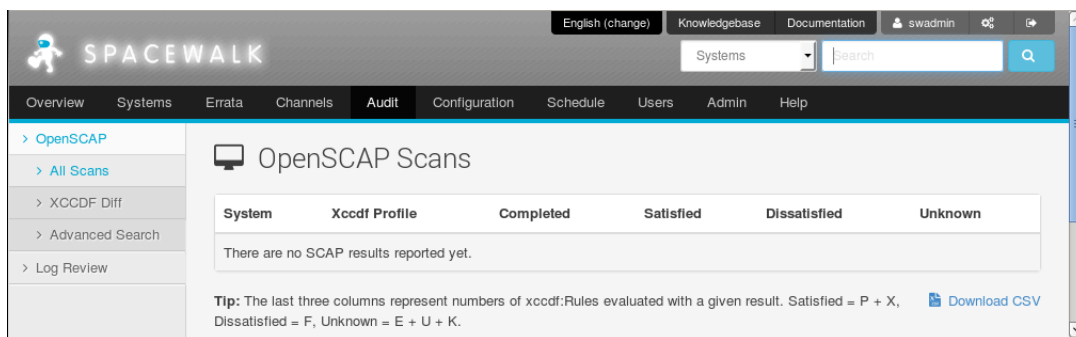 English (change) Knowledgebase Documentation swadmin
SPACEWALK
Systems Search
Overview Systems Errata Channels Audit Configuration Schedule Users Admin Help
OpenSCAP
All Scans
XCCDF Diff
Advanced Search
Log Review
OpenSCAP Scans
System Xccdf Profile Completed Satisfied Dissatisfied Unknown
There are no SCAP results reported yet.
Tip: The last three columns represent numbers of xccdf:Rules evaluated with a given result. Satisfied = P + X,
Dissatisfied = F, Unknown = E + U + K.
Download CSV